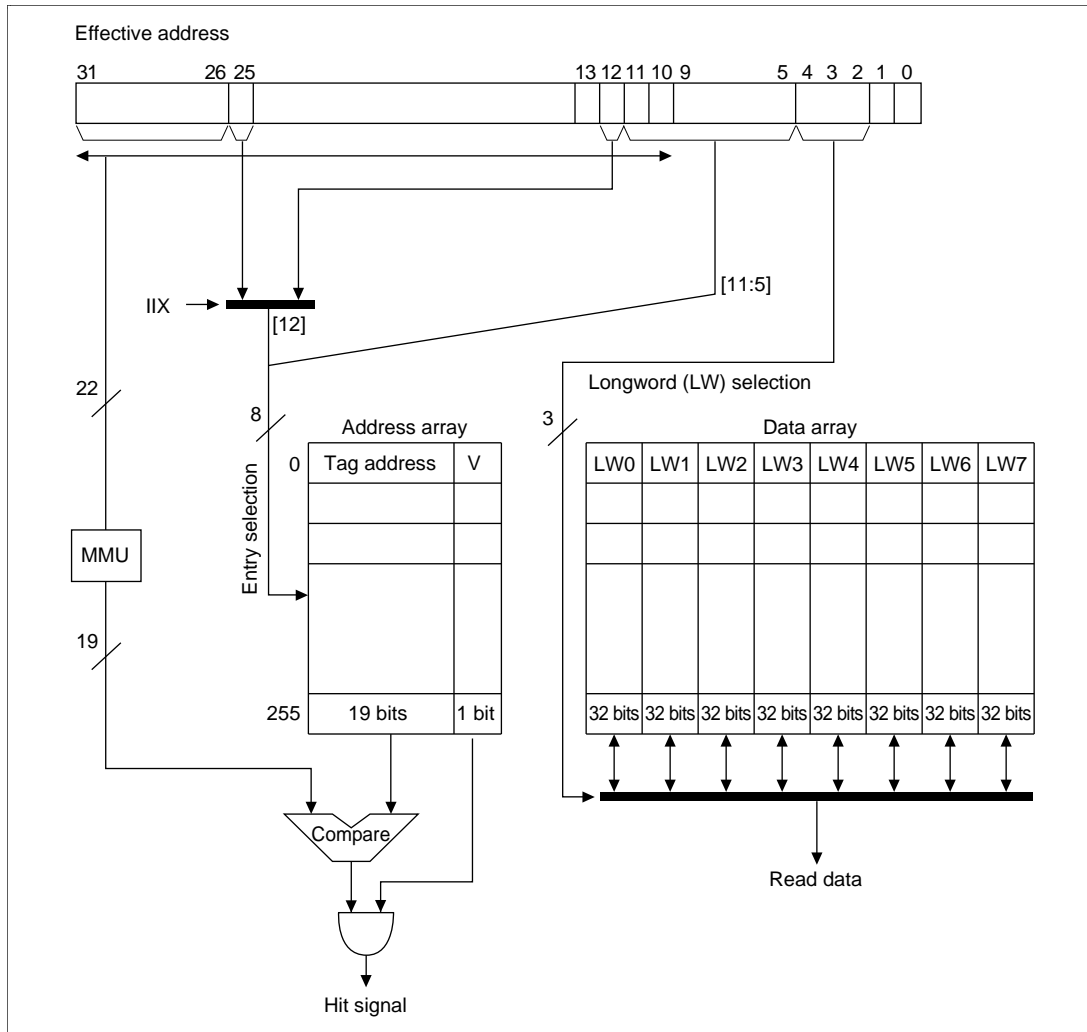 Effective address
31 26 25 13 12 11 10 9 5 4 3 2 1 0
IIX
[12]
[11:5]
22
8
3
Longword (LW) selection
Entry selection
Address array
Data array
0 Tag address V
LW0 LW1 LW2 LW3 LW4 LW5 LW6 LW7
MMU
19
255 19 bits 1 bit
32 bits 32 bits 32 bits 32 bits 32 bits 32 bits 32 bits 32 bits
Compare
Read data
Hit signal